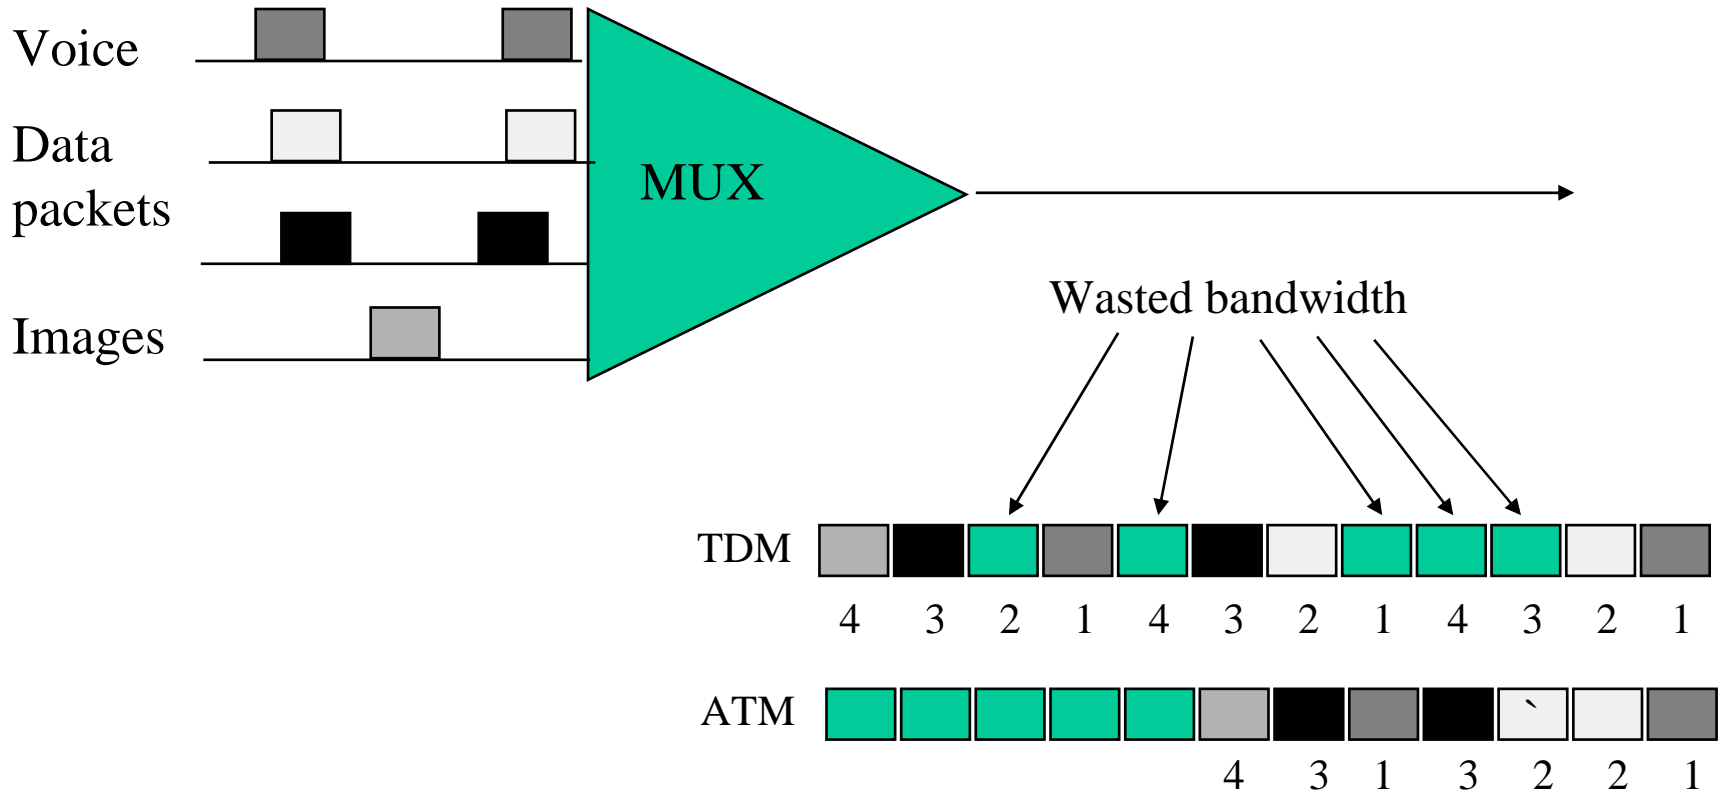 Voice
Data
packets
MUX
Images
Wasted bandwidth
TDM
4 3 2 1 4 3 2 1 4 3 2 1
ATM `
4 3 1 3 2 2 1